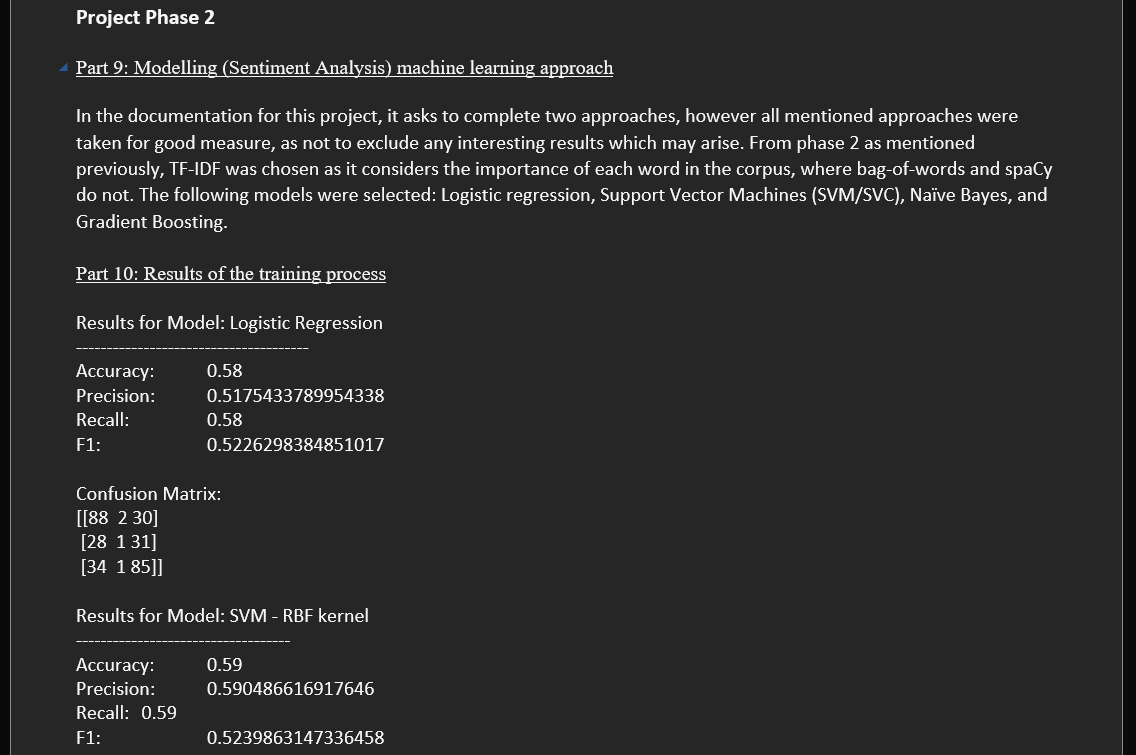 Project Phase 2
Part 9: Modelling (Sentiment Analysis) machine learning approach
In the documentation for this project, it asks to complete two approaches, however all mentioned approaches were
taken for good measure, as not to exclude any interesting results which may arise. From phase 2 as mentioned
previously, TF-IDF was chosen as it considers the importance of each word in the corpus, where bag-of-words and spaCy
do not. The following models were selected: Logistic regression, Support Vector Machines (SVM/SVC), Naïve Bayes, and
Gradient Boosting.
Part 10: Results of the training process
Results for Model: Logistic Regression
--------------------------------------
Accuracy: 0.58
Precision: 0.5175433789954338
Recall: 0.58
F1: 0.5226298384851017
Confusion Matrix:
[[88 2 30]
[28 1 31]
[34 1 85]]
Results for Model: SVM - RBF kernel
-----------------------------------
Accuracy: 0.59
Precision: 0.590486616917646
Recall: 0.59
F1: 0.5239863147336458